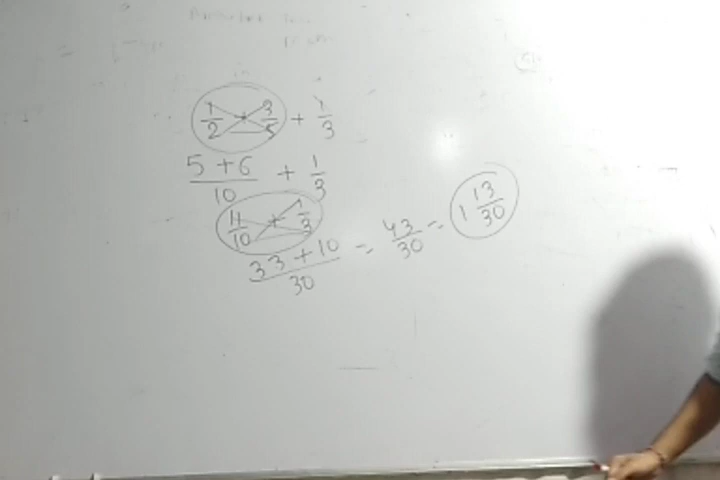 1/2 + 3/5 + 1/3
5+6/10 + 1/3
11/10 + 1/3
33+10/30 = 43/30 = 1 13/30